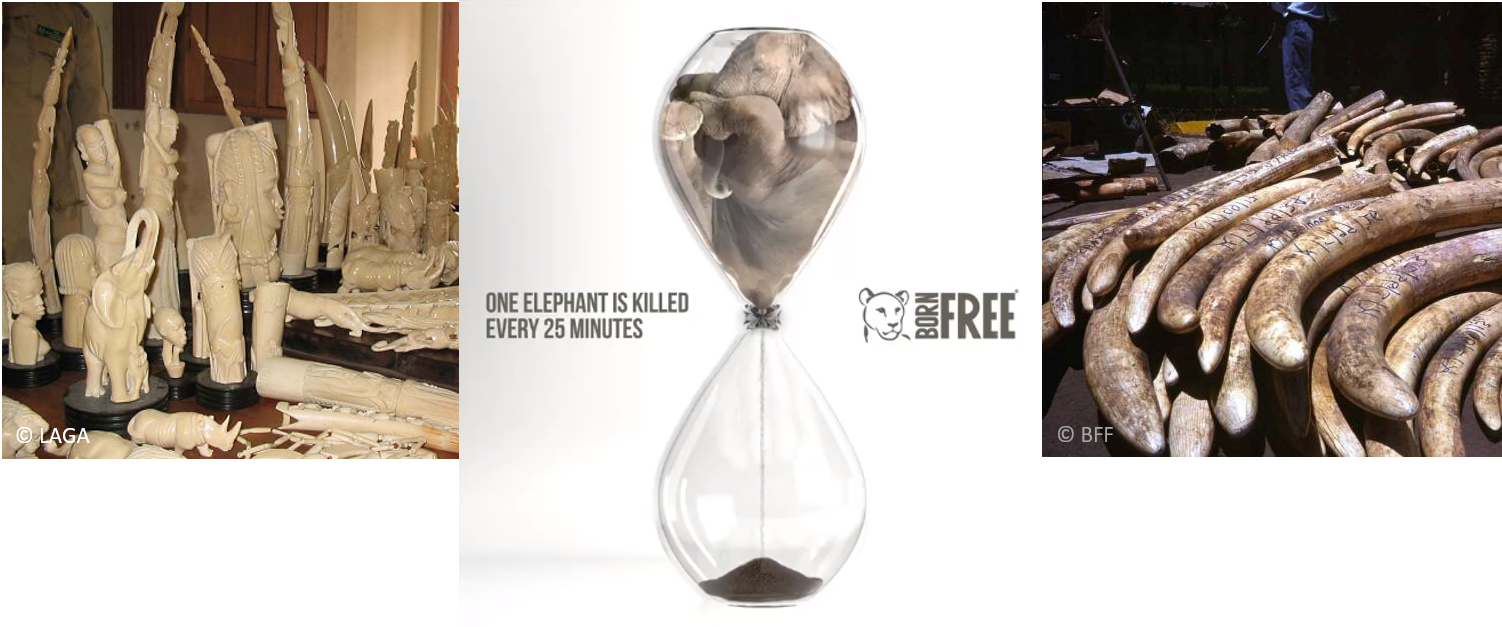 © LAGA
ONE ELEPHANT IS KILLED
EVERY 25 MINUTES
BORN FREE
© BFF